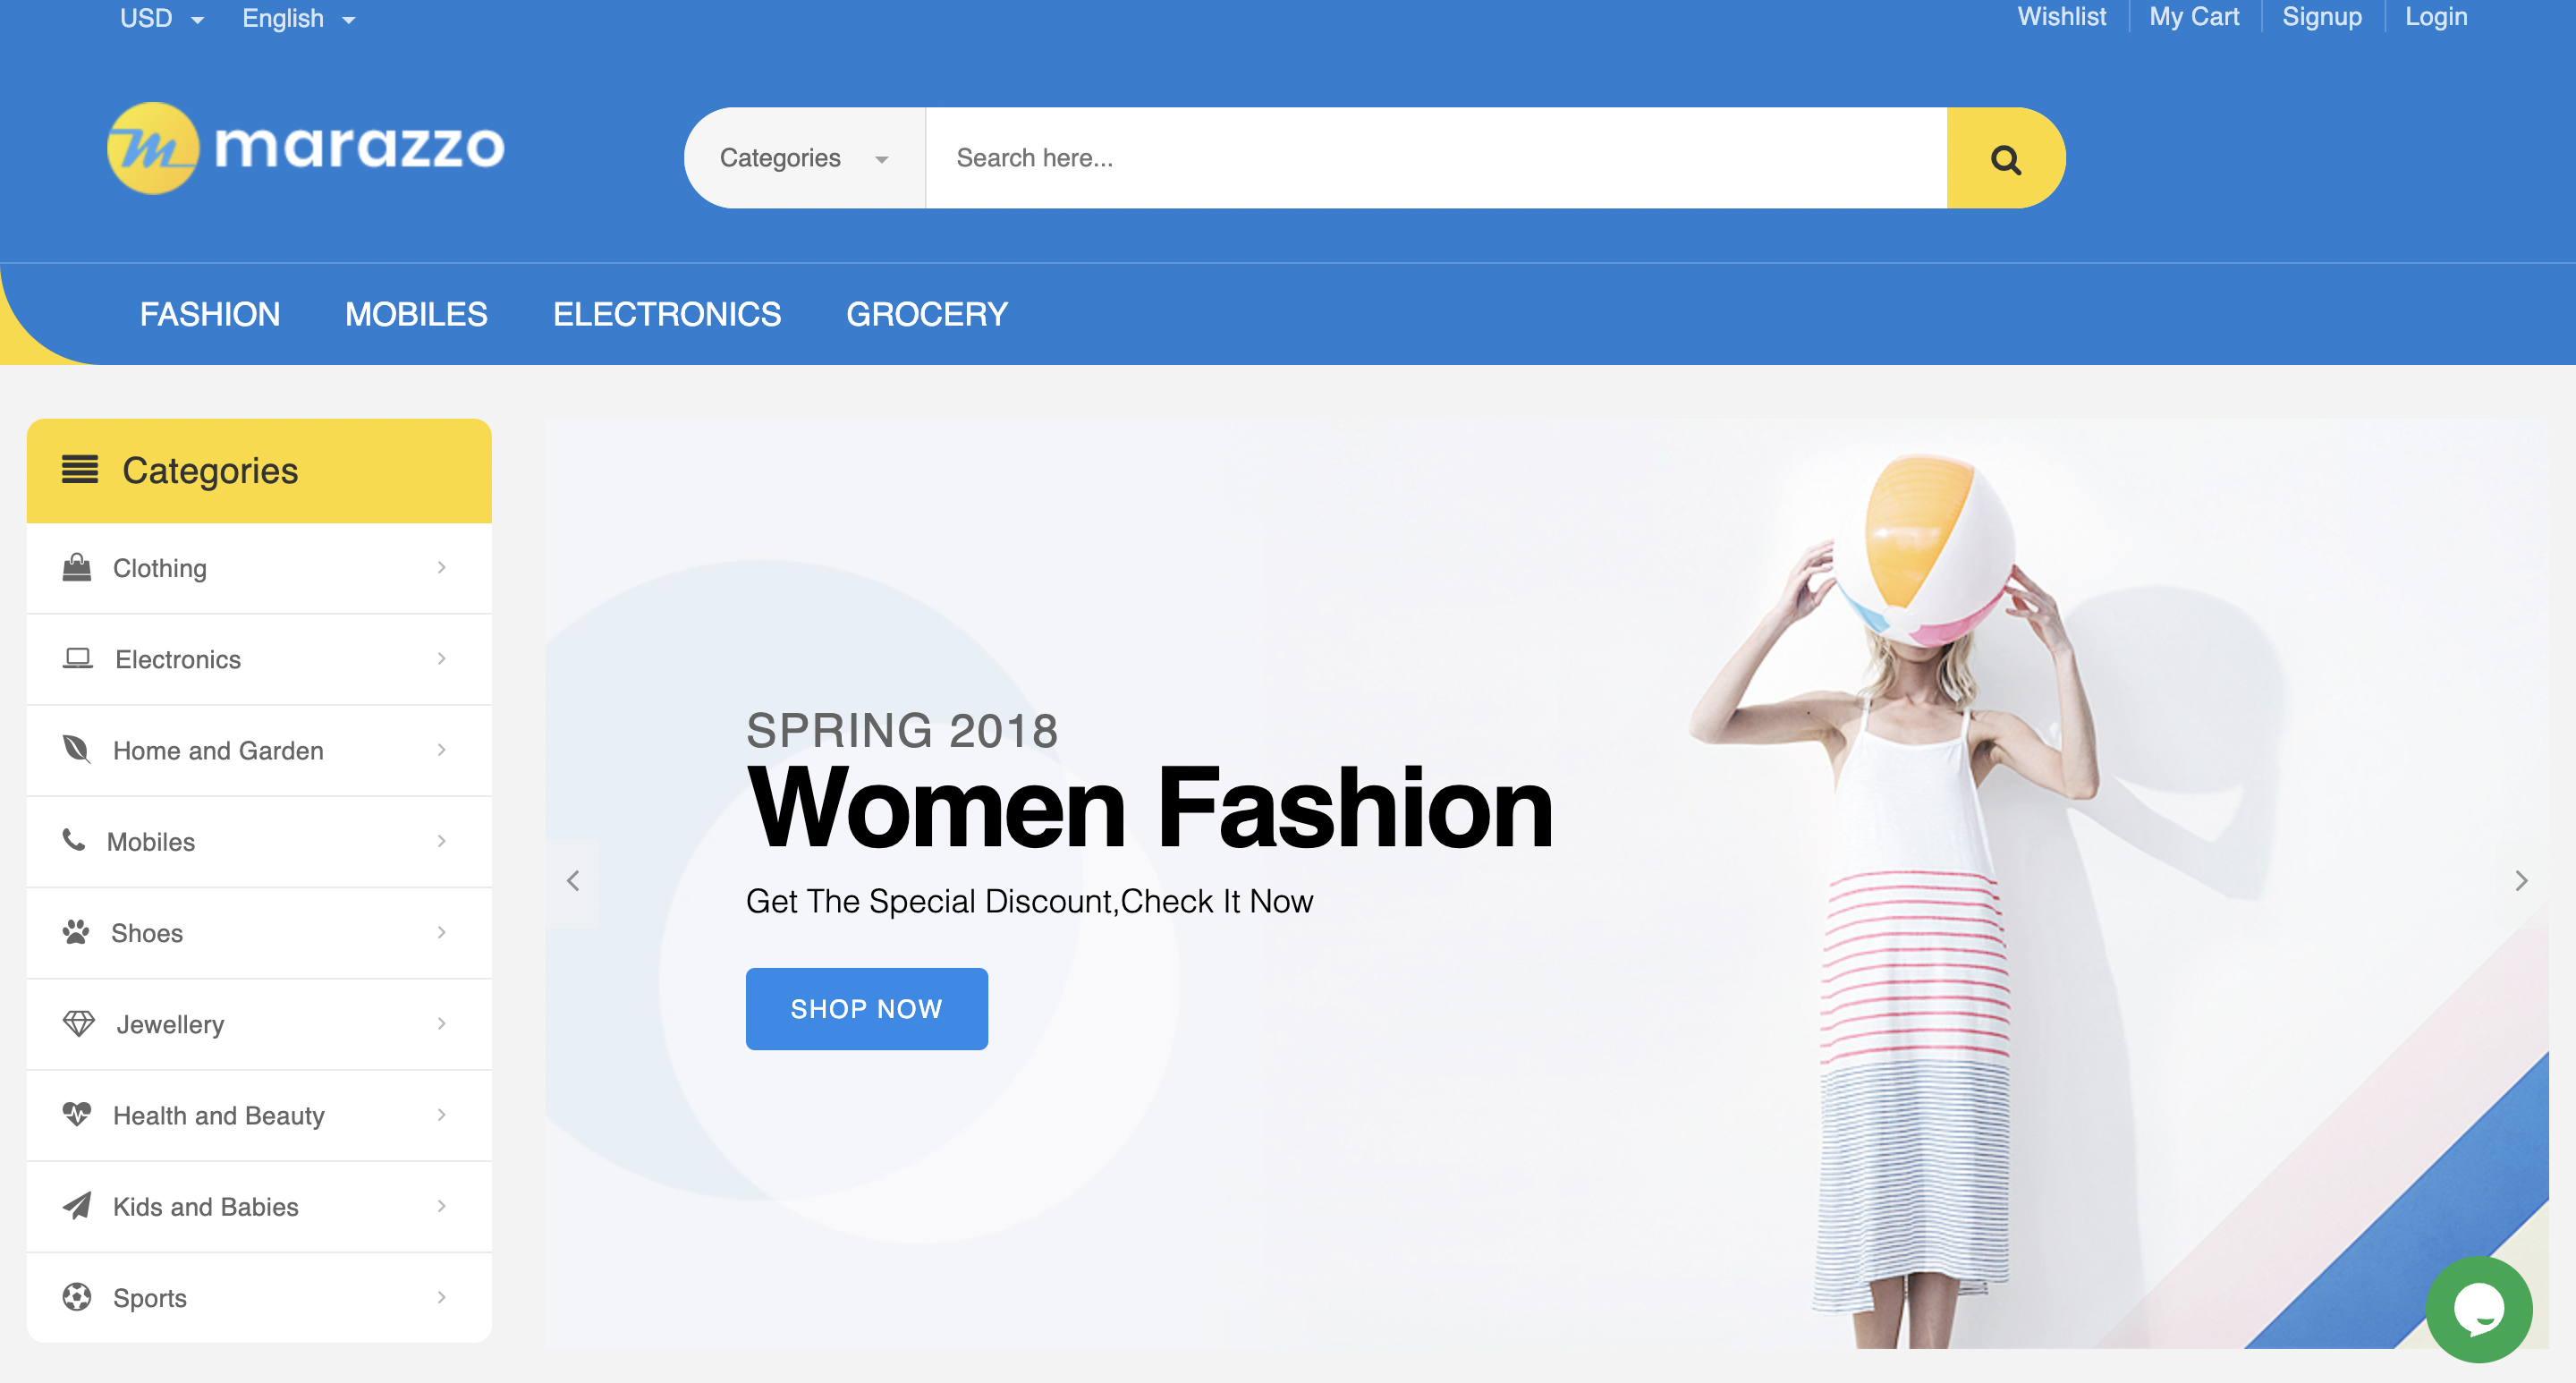 USD English Wishlist My Cart Signup Login
marazzo
Categories Search here...
FASHION MOBILES ELECTRONICS GROCERY
Categories
Clothing
Electronics
Home and Garden
Mobiles
Shoes
Jewellery
Health and Beauty
Kids and Babies
Sports
SPRING 2018
Women Fashion
Get The Special Discount,Check It Now
SHOP NOW